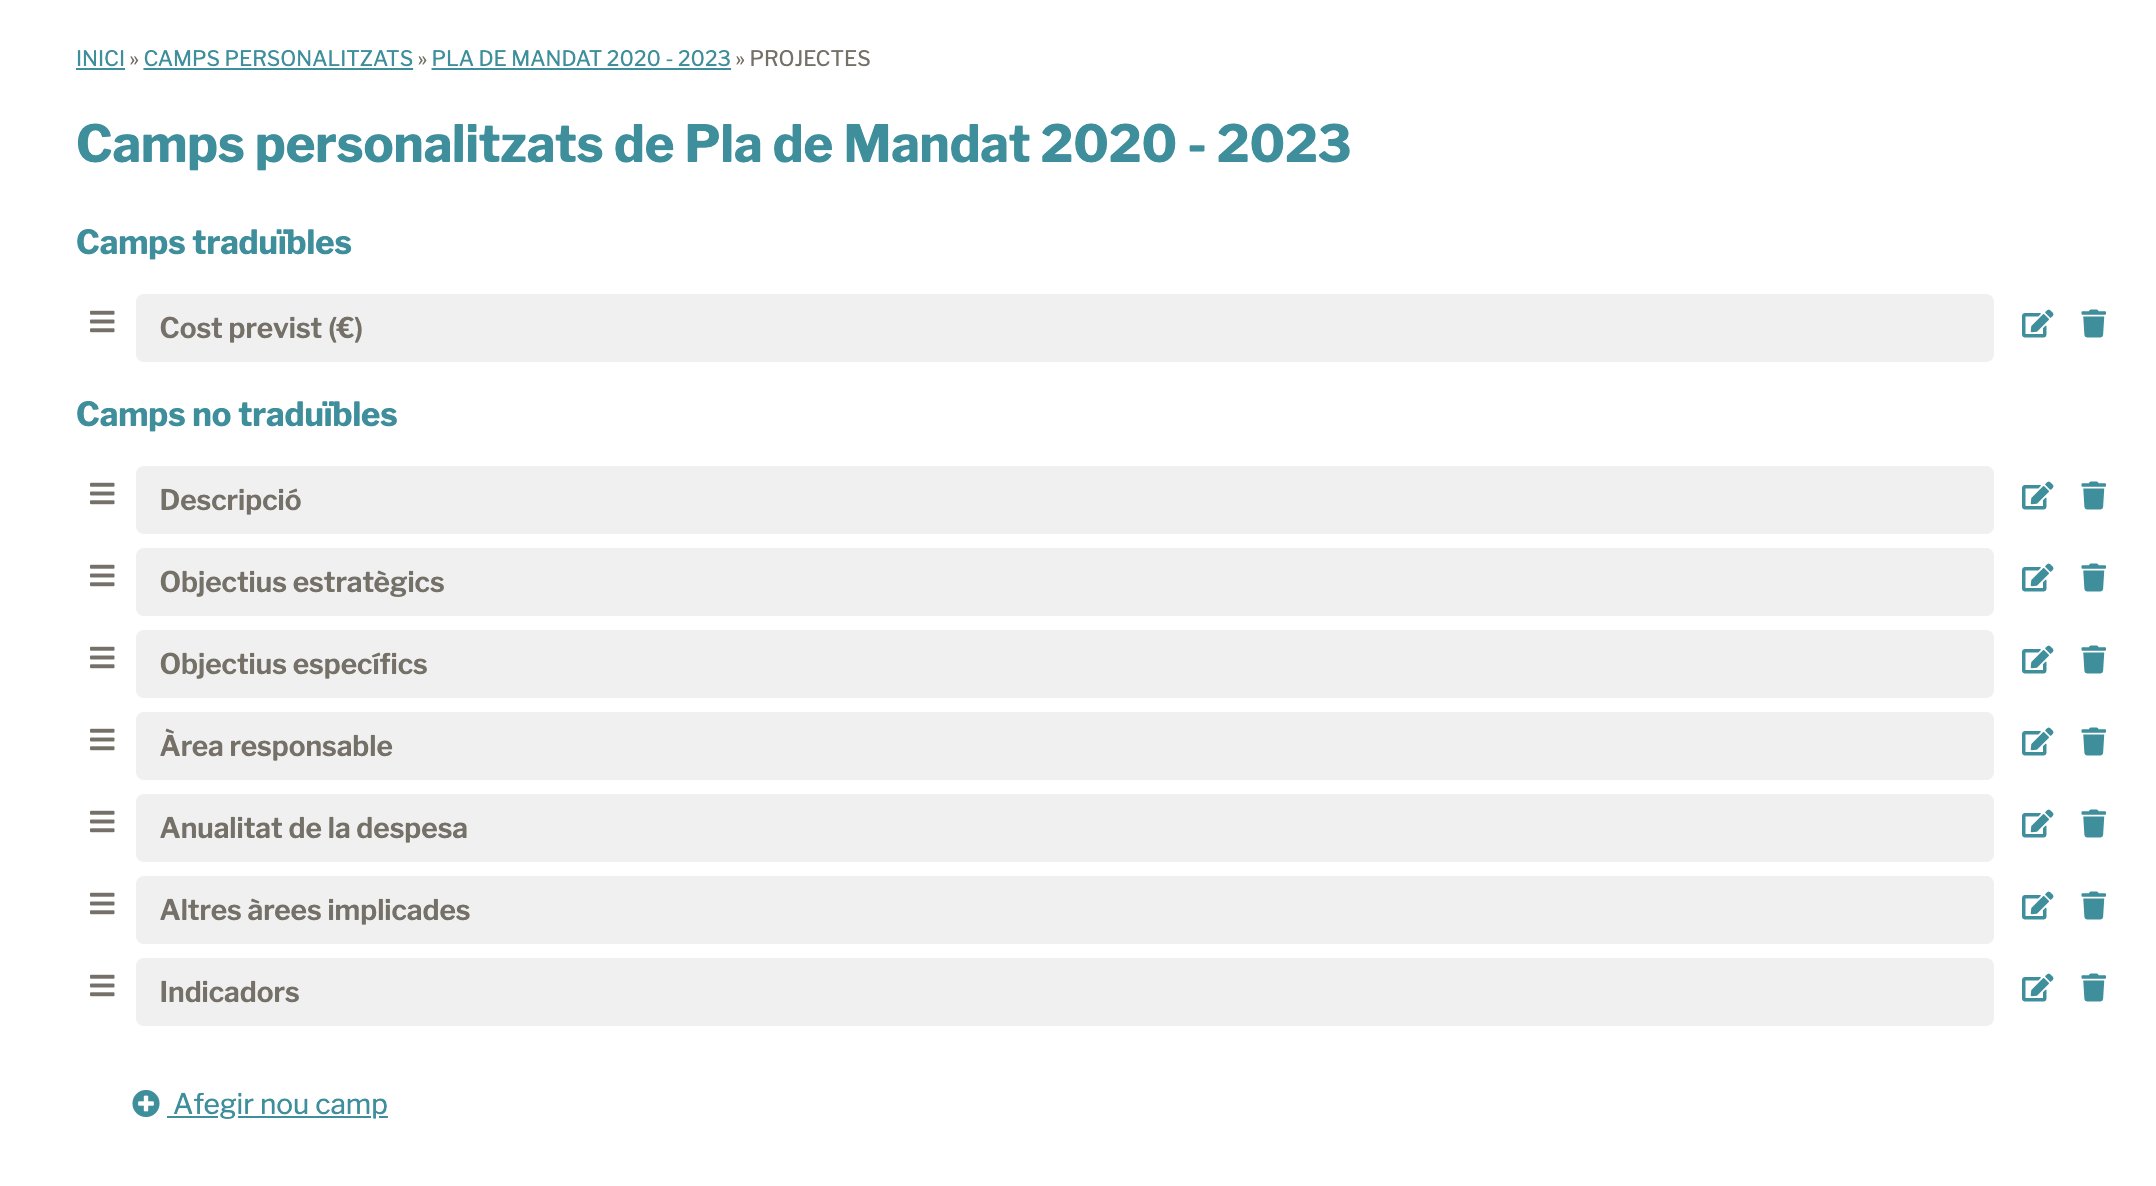 INICI » CAMPS PERSONALITZATS » PLA DE MANDAT 2020 - 2023 » PROJECTES
Camps personalitzats de Pla de Mandat 2020 - 2023
Camps traduïbles
Cost previst (€)
Camps no traduïbles
Descripció
Objectius estratègics
Objectius específics
Àrea responsable
Anualitat de la despesa
Altres àrees implicades
Indicadors
Afegir nou camp